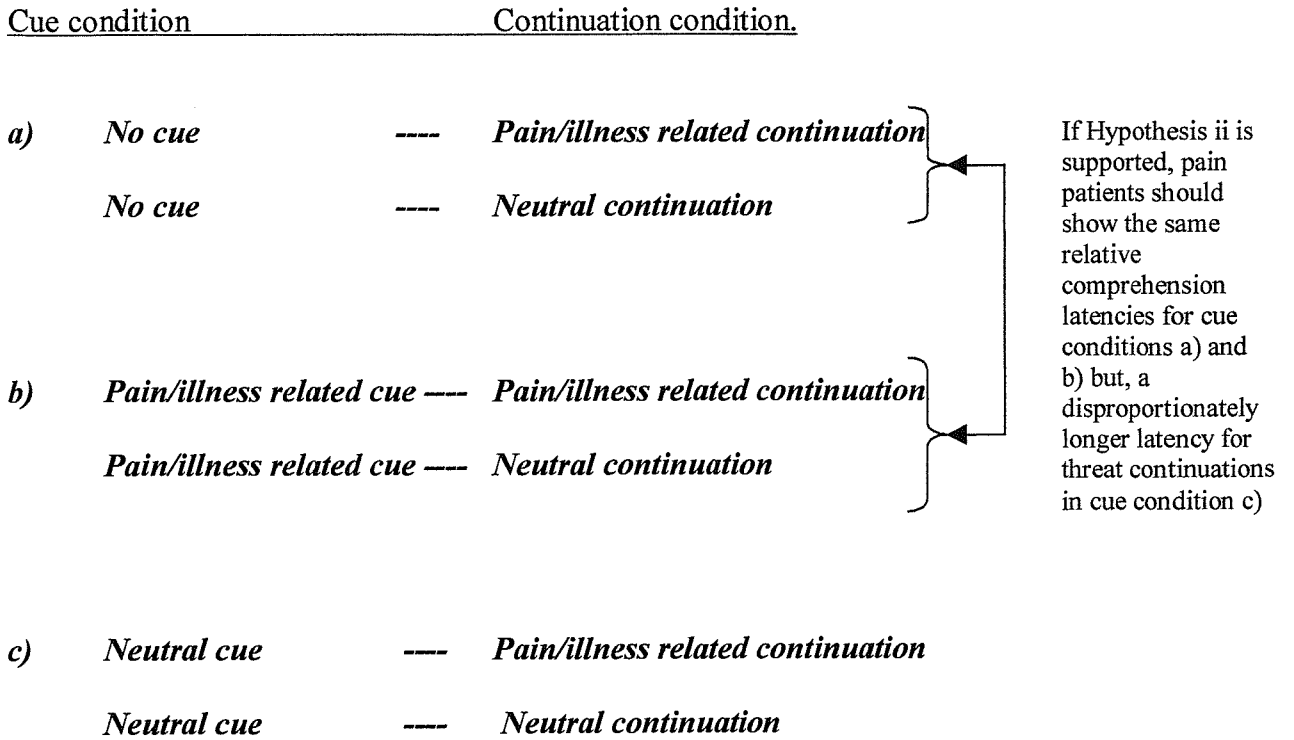 Cue condition Continuation condition.
a) No cue ---- Pain/illness related continuation
No cue ---- Neutral continuation
b) Pain/illness related cue ---- Pain/illness related continuation
Pain/illness related cue ---- Neutral continuation
c) Neutral cue ---- Pain/illness related continuation
Neutral cue ---- Neutral continuation
If Hypothesis ii is
supported, pain
patients should
show the same
relative
comprehension
latencies for cue
conditions a) and
b) but, a
disproportionately
longer latency for
threat continuations
in cue condition c)